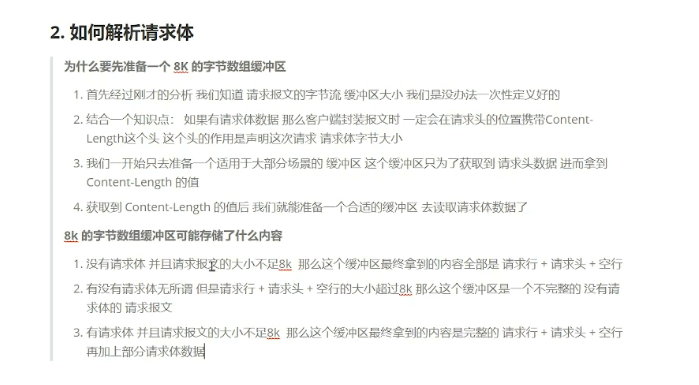 2. 如何解析请求体
为什么要先准备一个 8K 的字节数组缓冲区
1. 首先经过刚才的分析 我们知道 请求报文的字节流 缓冲区大小 我们是没办法一次性定义好的
2. 结合一个知识点： 如果有请求体数据 那么客户端封装报文时 一定会在请求头的位置携带Content-
Length这个头 这个头的作用是声明这次请求 请求体字节大小
3. 我们一开始只去准备一个适用于大部分场景的 缓冲区 这个缓冲区只为了获取到 请求头数据 进而拿到
Content-Length 的值
4. 获取到 Content-Length 的值后 我们就能准备一个合适的缓冲区 去读取请求体数据了
8k 的字节数组缓冲区可能存储了什么内容
1. 没有请求体 并且请求报文的大小不足8k 那么这个缓冲区最终拿到的内容全部是 请求行 + 请求头 + 空行
2. 有没有请求体无所谓 但是请求行 + 请求头 + 空行的大小超过8k 那么这个缓冲区是一个不完整的 没有请
求体的 请求报文
3. 有请求体 并且请求报文的大小不足8k 那么这个缓冲区最终拿到的内容是完整的 请求行 + 请求头 + 空行
再加上部分请求体数据